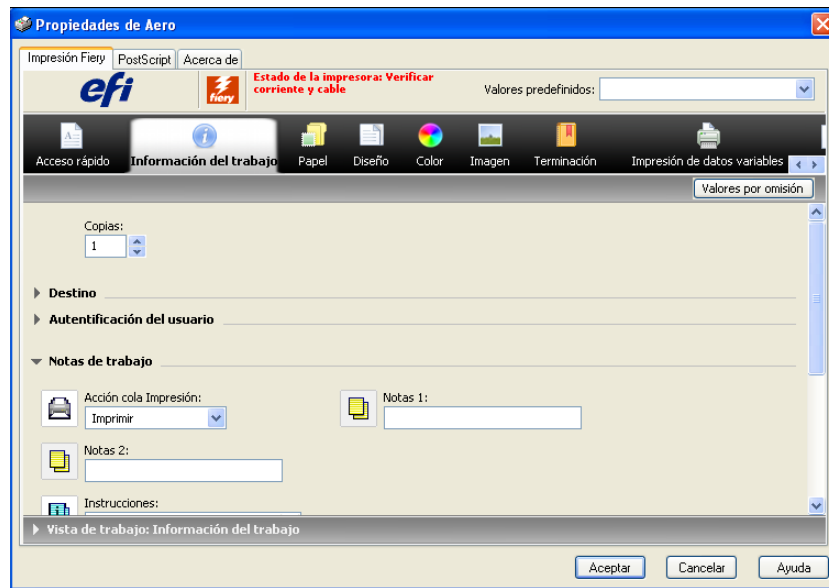 Propiedades de Aero
Impresión Fiery
PostScript
Acerca de
efi
fiery
Estado de la impresora: Verificar
corriente y cable
Valores predefinidos:
Acceso rápido
Información del trabajo
Papel
Diseño
Color
Imagen
Terminación
Impresión de datos variables
Valores por omisión
Copias:
1
Destino
Autentificación del usuario
Notas de trabajo
Acción cola Impresión:
Imprimir
Notas 1:
Notas 2:
Instrucciones:
Vista de trabajo: Información del trabajo
Aceptar
Cancelar
Ayuda